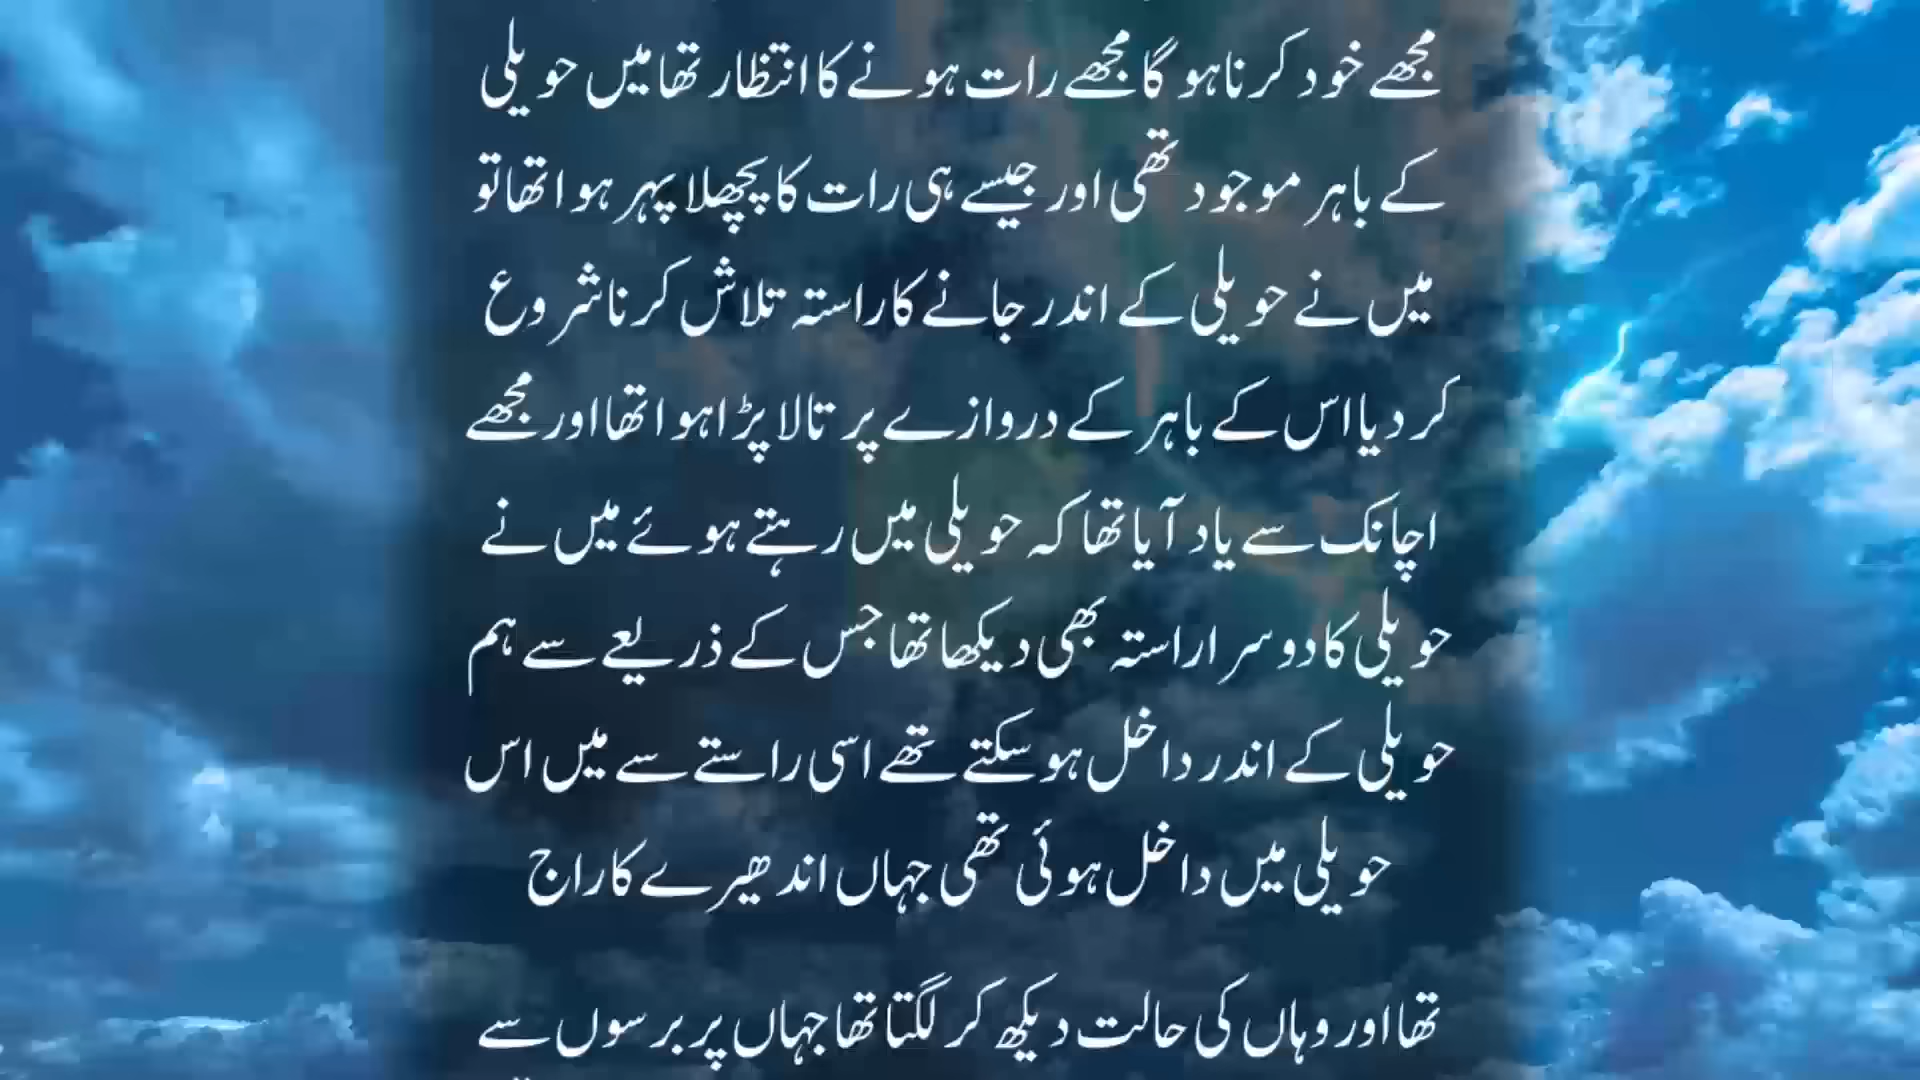 مجھے خود کرنا ہو گا مجھے رات ہونے کا انتظار تھا میں حویلی
کے باہر موجود تھی اور جیسے ہی رات کا پچھلا پہر ہوا تھا تو
میں نے حویلی کے اندر جانے کا راستہ تلاش کرنا شروع
کر دیا اس کے باہر کے دروازے پر تالا پڑا ہوا تھا اور مجھے
اچانک سے یاد آیا تھا کہ حویلی میں رہتے ہوئے میں نے
حویلی کا دوسرا راستہ بھی دیکھا تھا جس کے ذریعے سے ہم
حویلی کے اندر داخل ہو سکتے تھے اسی راستے سے میں اس
حویلی میں داخل ہوئی تھی جہاں اندھیرے کا راج
تھا اور وہاں کی حالت دیکھ کر لگتا تھا جہاں پر برسوں سے